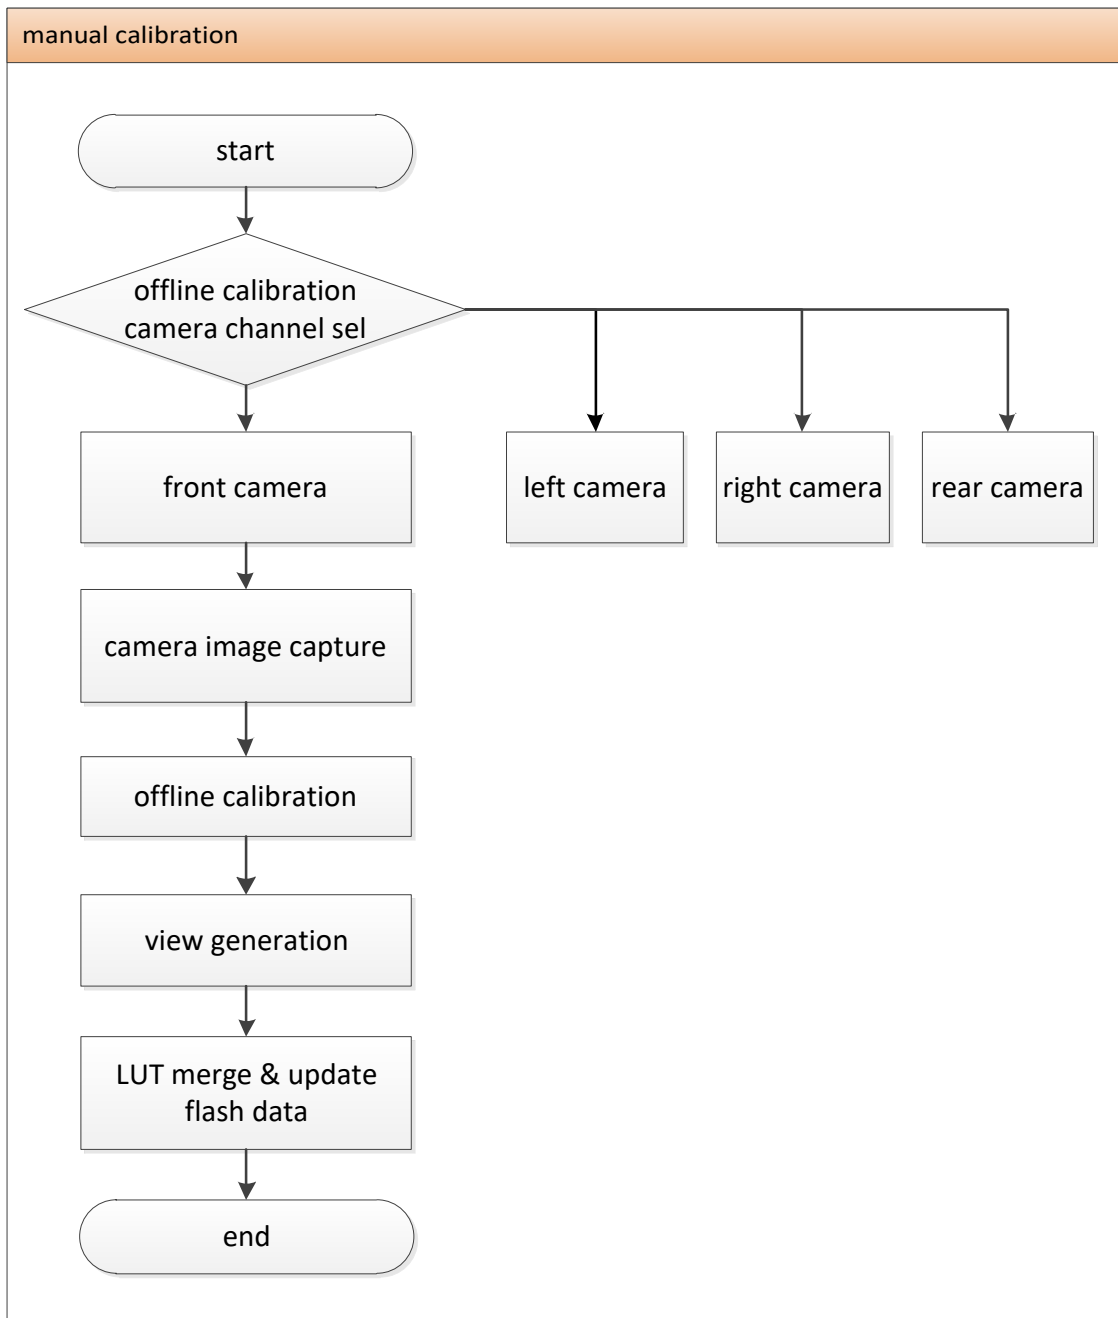 manual calibration
start
offline calibration
camera channel sel
front camera
left camera
right camera
rear camera
camera image capture
offline calibration
view generation
LUT merge & update
flash data
end